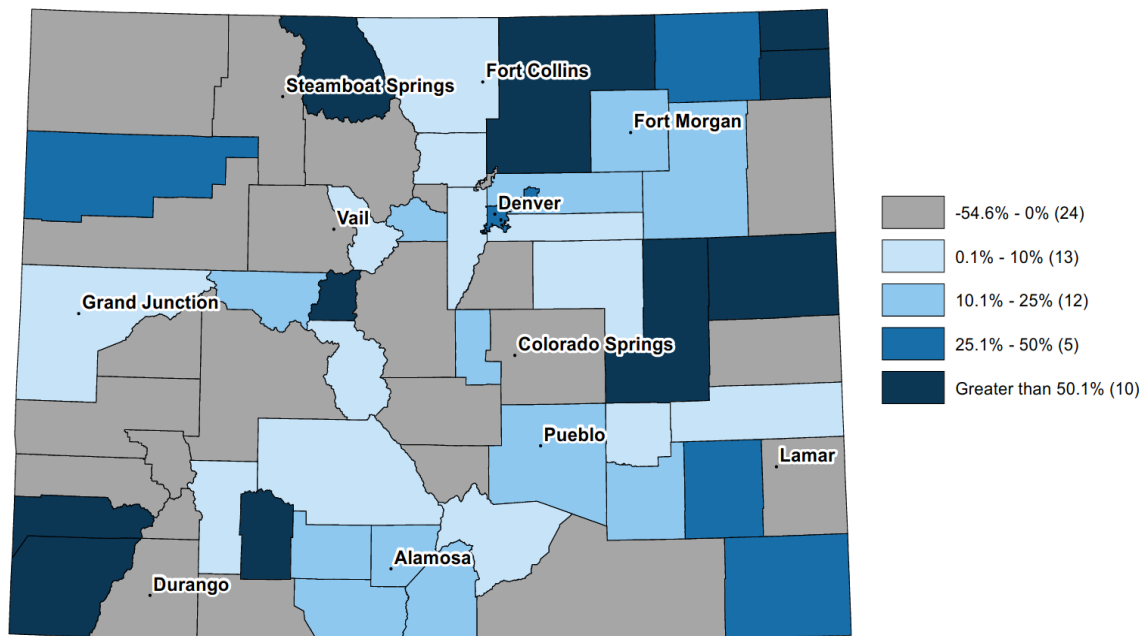 Fort Collins
Steamboat Springs
Fort Morgan
Denver
Vail
Grand Junction
Colorado Springs
Pueblo
Lamar
Alamosa
Durango
-54.6% - 0% (24)
0.1% - 10% (13)
10.1% - 25% (12)
25.1% - 50% (5)
Greater than 50.1% (10)